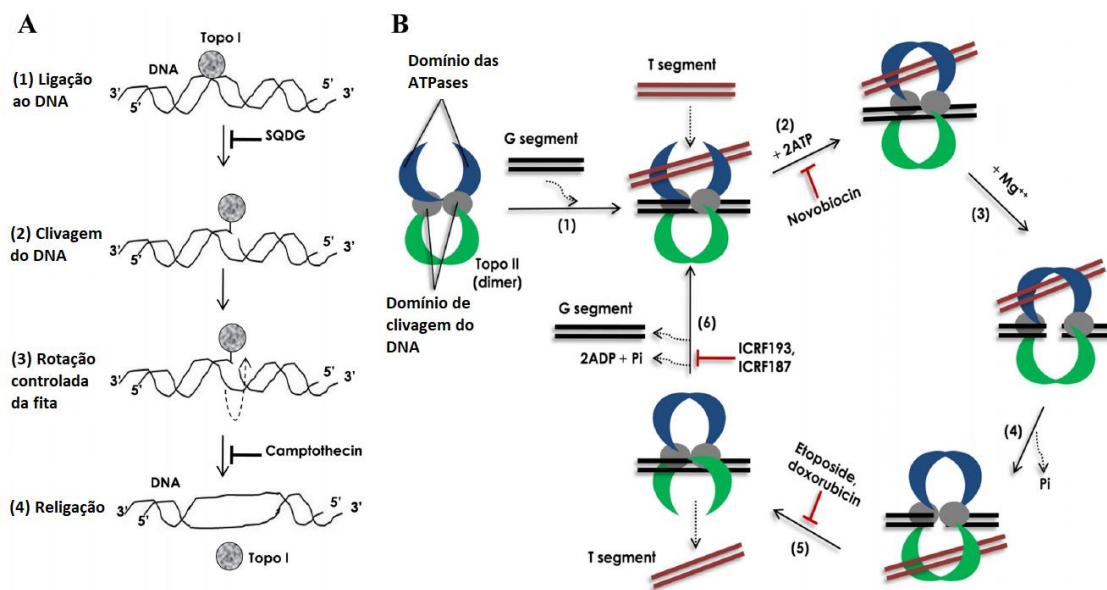 A
Topo I
DNA
(1) Ligação
ao DNA
3'
5'
5'
3'
SQDG
(2) Clivagem
do DNA
3'
5'
5'
3'
(3) Rotação
controlada
da fita
3'
5'
5'
3'
Camptothecin
DNA
(4) Religação
3'
5'
5'
3'
Topo I
B
Domínio das
ATPases
T segment
G segment
(1)
Topo II
(dimer)
Domínio de
clivagem do
DNA
(2)
+ 2ATP
Novobiocin
+ Mg++
(3)
(4)
Pi
Etoposide,
doxorubicin
(5)
T segment
(6)
G segment
2ADP + Pi
ICRF193,
ICRF187